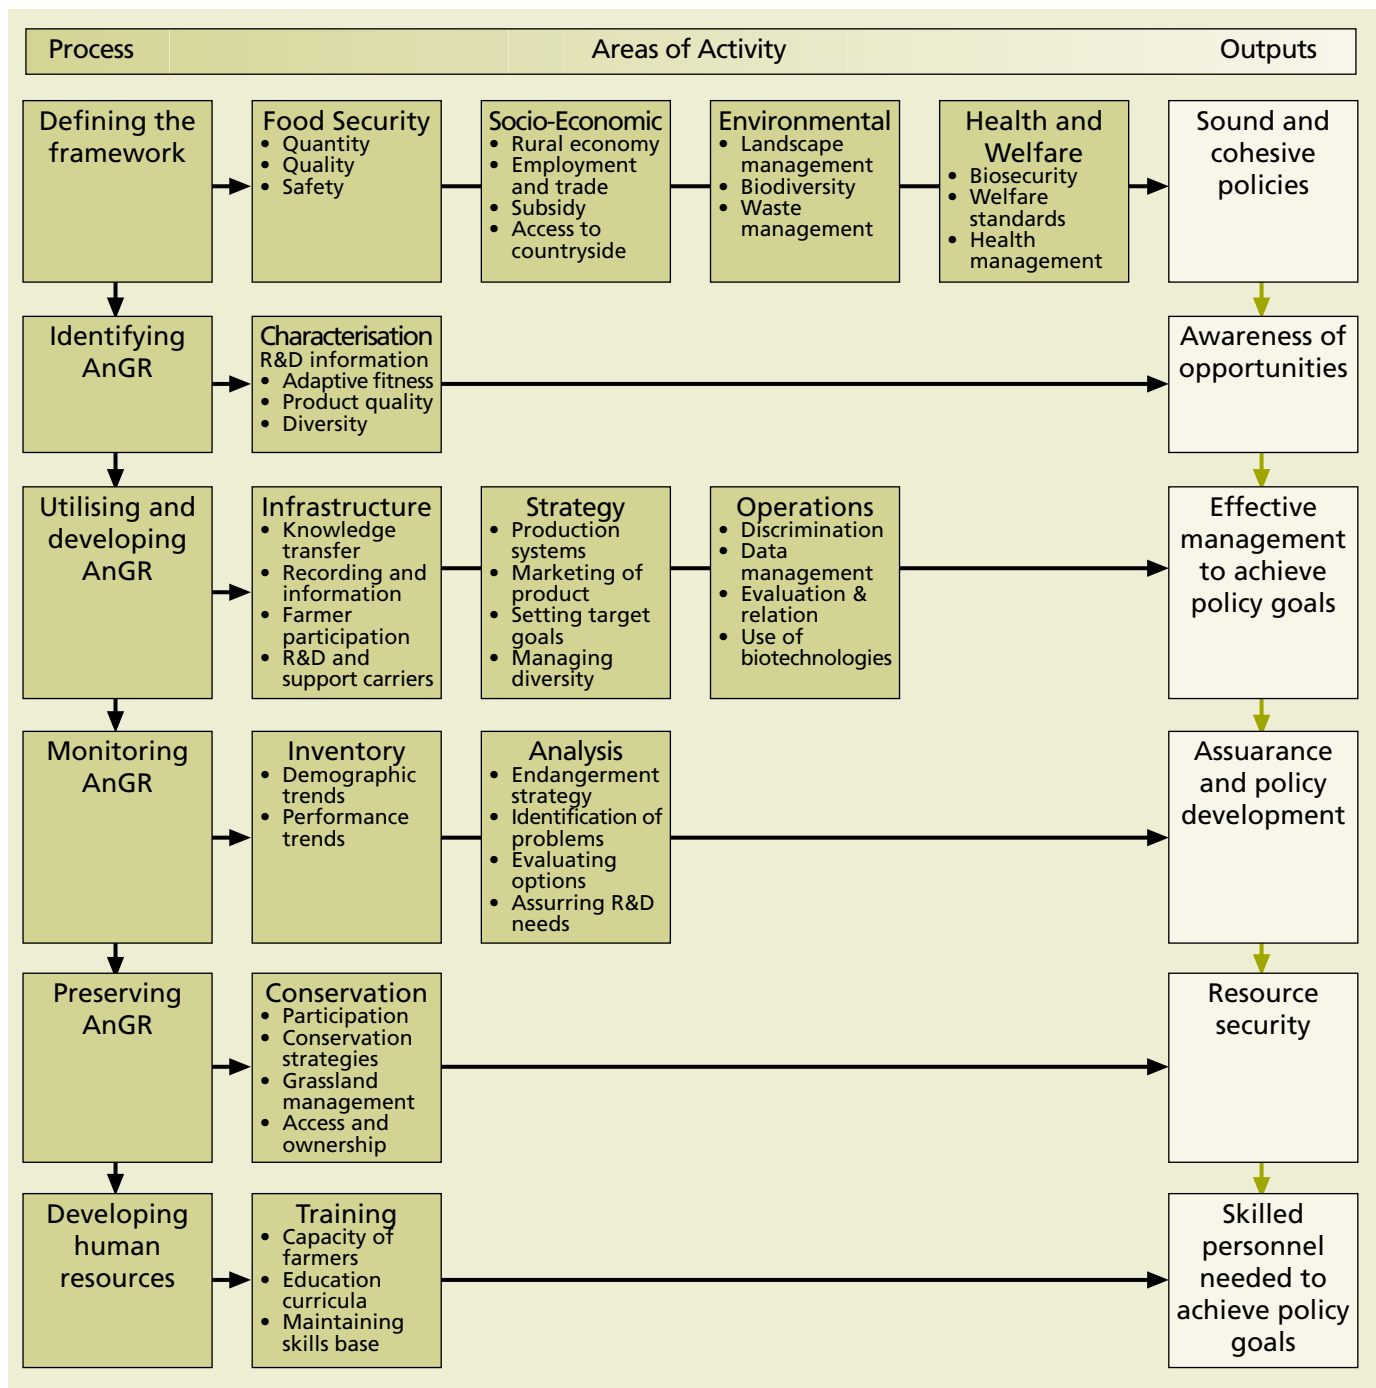 Process
Areas of Activity
Outputs
Defining the
framework
Food Security
• Quantity
• Quality
• Safety
Socio-Economic
• Rural economy
• Employment
and trade
• Subsidy
• Access to
countryside
Environmental
• Landscape
management
• Biodiversity
• Waste
management
Health and
Welfare
• Biosecurity
• Welfare
standards
• Health
management
Sound and
cohesive
policies
Identifying
AnGR
Characterisation
R&D information
• Adaptive fitness
• Product quality
• Diversity
Awareness of
opportunities
Utilising and
developing
AnGR
Infrastructure
• Knowledge
transfer
• Recording and
information
• Farmer
participation
• R&D and
support carriers
Strategy
• Production
systems
• Marketing of
product
• Setting target
goals
• Managing
diversity
Operations
• Discrimination
• Data
management
• Evaluation &
relation
• Use of
biotechnologies
Effective
management
to achieve
policy goals
Monitoring
AnGR
Inventory
• Demographic
trends
• Performance
trends
Analysis
• Endangerment
strategy
• Identification of
problems
• Evaluating
options
• Assurring R&D
needs
Assuarance
and policy
development
Preserving
AnGR
Conservation
• Participation
• Conservation
strategies
• Grassland
management
• Access and
ownership
Resource
security
Developing
human
resources
Training
• Capacity of
farmers
• Education
curricula
• Maintaining
skills base
Skilled
personnel
needed to
achieve policy
goals